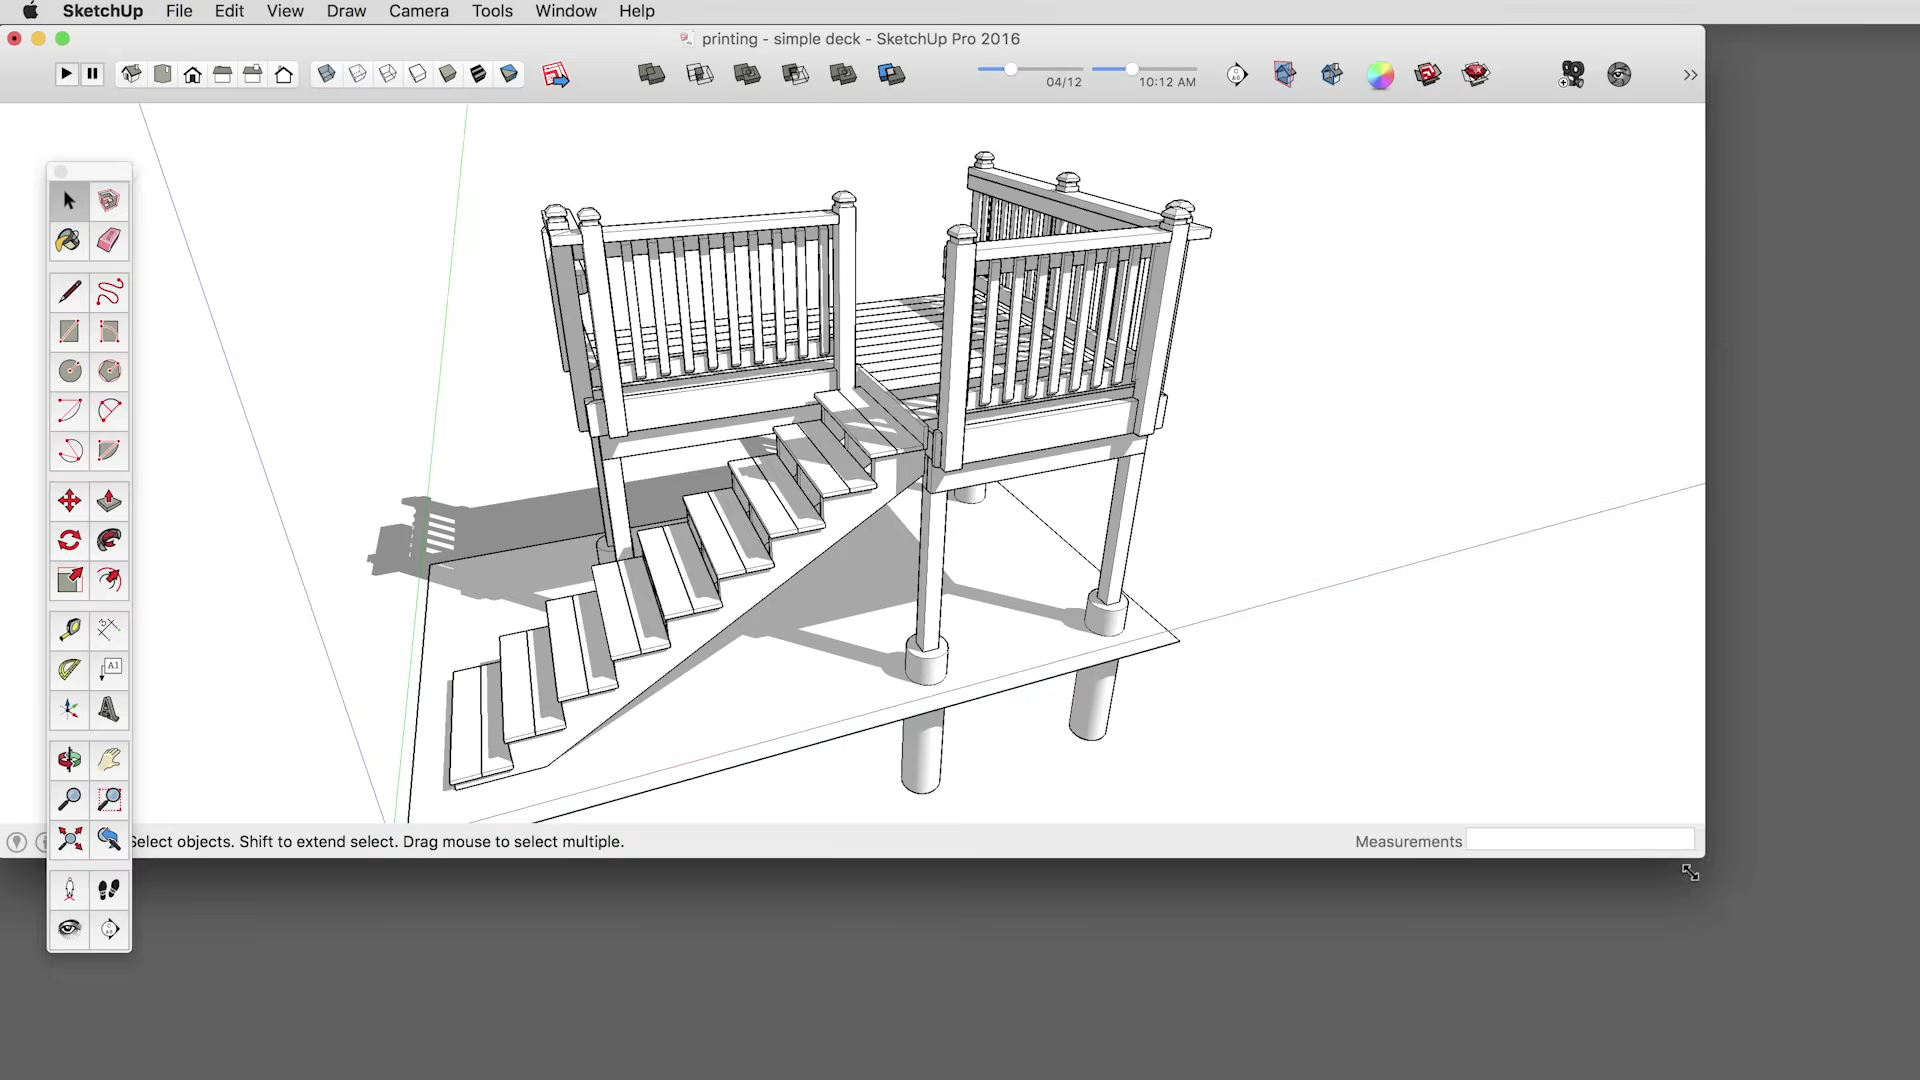 SketchUp File Edit View Draw Camera Tools Window Help
printing - simple deck - SketchUp Pro 2016
04/12 10:12 AM
A1
Select objects. Shift to extend select. Drag mouse to select multiple. Measurements